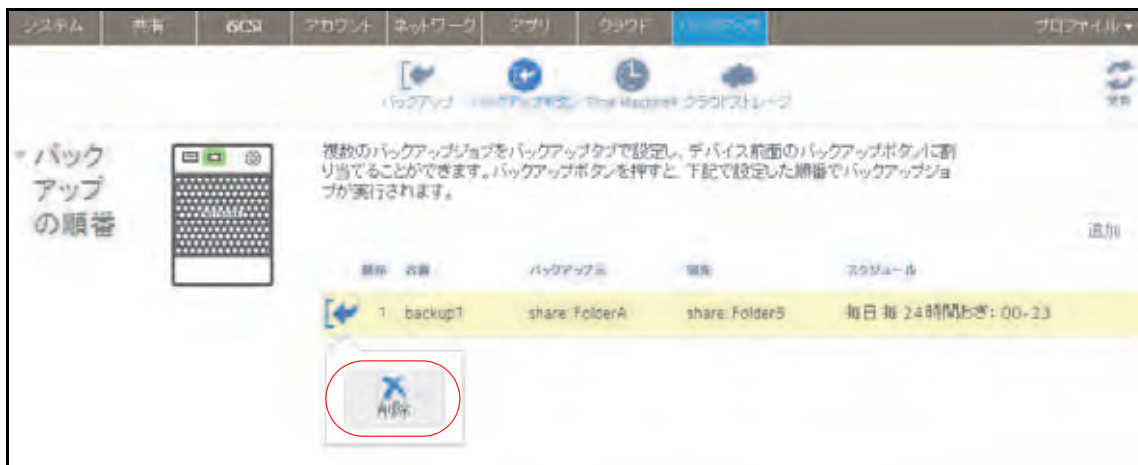 システム 共有 iSCSI アカウント ネットワーク アプリ クラウド バックアップ プロファイル
バックアップ バックアップボタン Time Machine クラウドストレージ 更新
バック
アップ
の順番
複数のバックアップジョブをバックアップタブで設定し、デバイス前面のバックアップボタンに割
り当てることができます。バックアップボタンを押すと、下記で設定した順番でバックアップジョ
ブが実行されます。
追加
順序 名前 バックアップ元 宛先 スケジュール
1 backup1 share:FolderA share:FolderB 毎日 毎 24時間おき: 00-23
削除